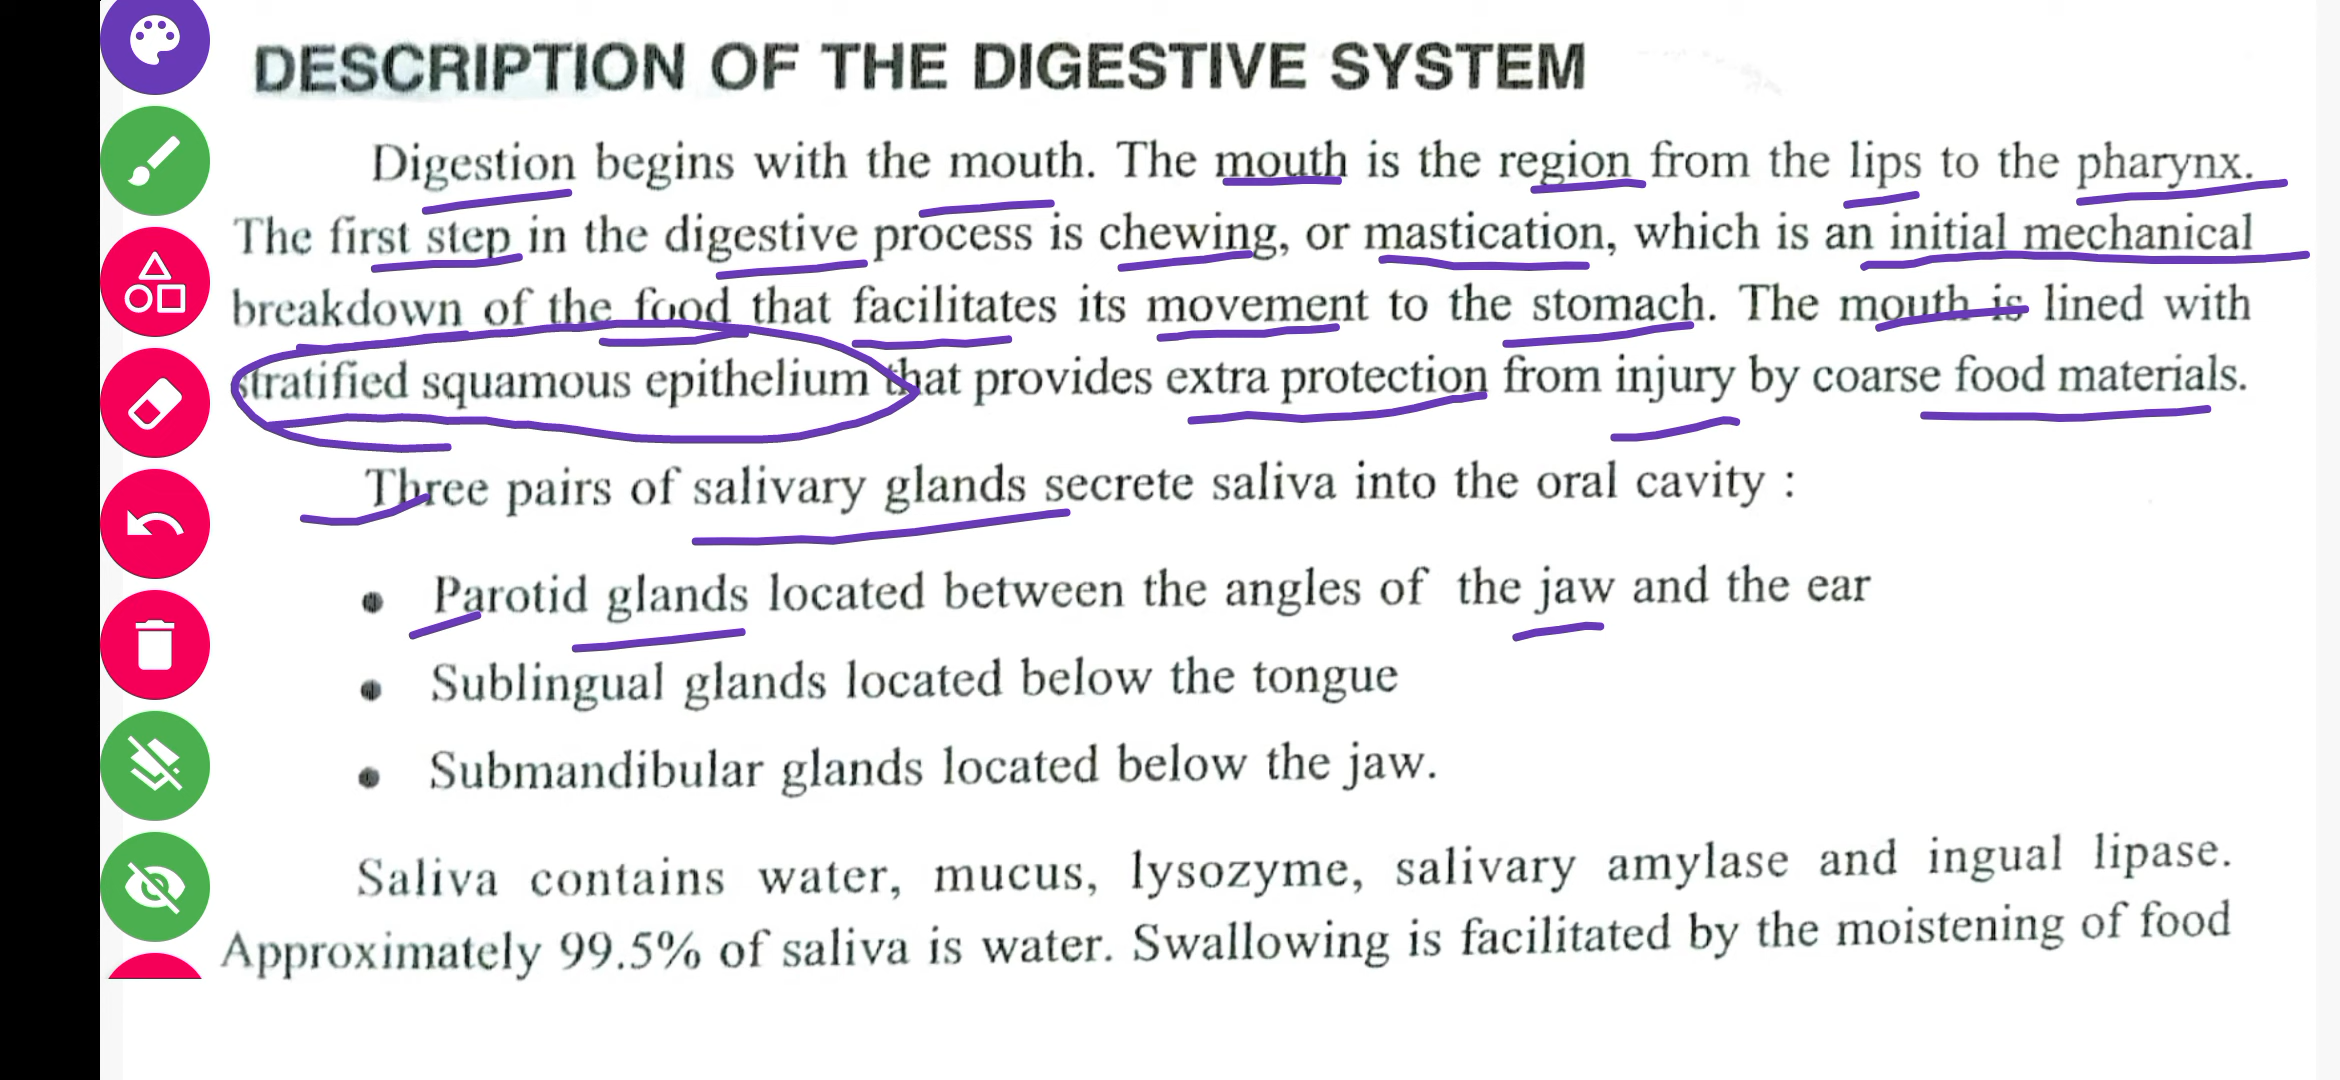 DESCRIPTION OF THE DIGESTIVE SYSTEM
Digestion begins with the mouth. The mouth is the region from the lips to the pharynx.
The first step in the digestive process is chewing, or mastication, which is an initial mechanical
breakdown of the food that facilitates its movement to the stomach. The mouth is lined with
stratified squamous epithelium that provides extra protection from injury by coarse food materials.
Three pairs of salivary glands secrete saliva into the oral cavity :
• Parotid glands located between the angles of the jaw and the ear
• Sublingual glands located below the tongue
• Submandibular glands located below the jaw.
Saliva contains water, mucus, lysozyme, salivary amylase and ingual lipase.
Approximately 99.5% of saliva is water. Swallowing is facilitated by the moistening of food